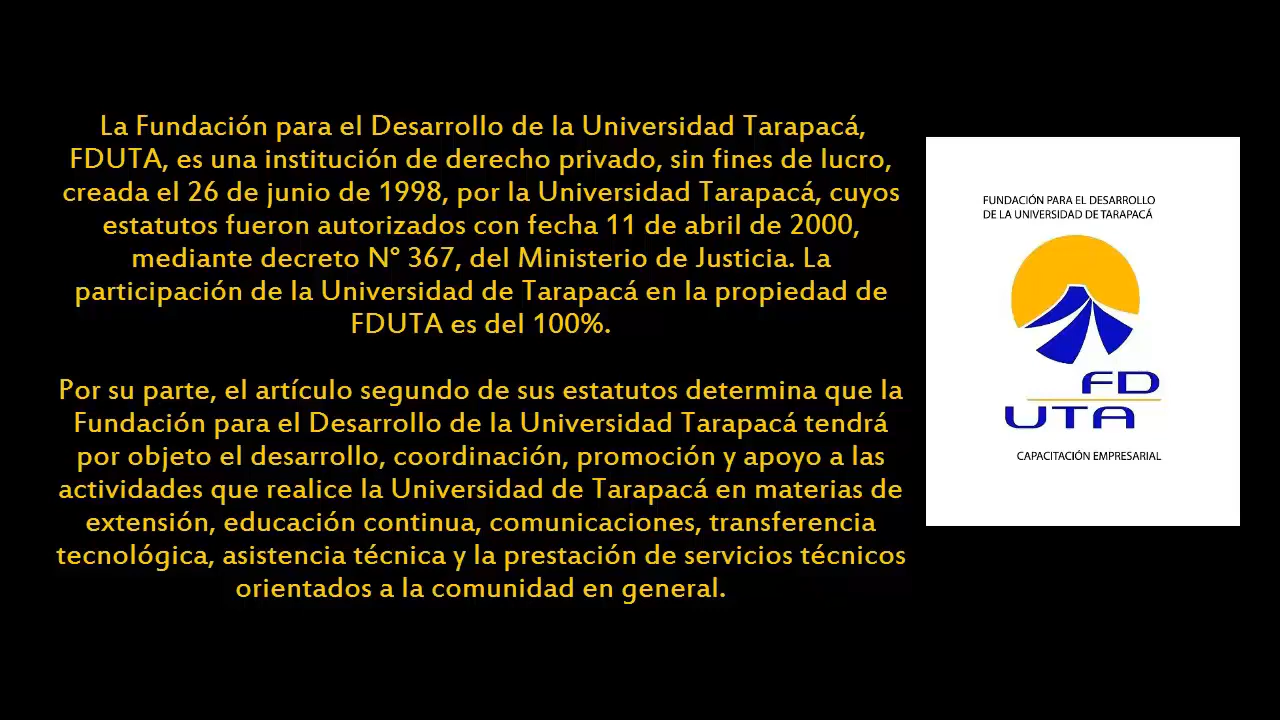 La Fundación para el Desarrollo de la Universidad Tarapacá,
FDUTA, es una institución de derecho privado, sin fines de lucro,
creada el 26 de junio de 1998, por la Universidad Tarapacá, cuyos
estatutos fueron autorizados con fecha 11 de abril de 2000,
mediante decreto Nº 367, del Ministerio de Justicia. La
participación de la Universidad de Tarapacá en la propiedad de
FDUTA es del 100%.
Por su parte, el artículo segundo de sus estatutos determina que la
Fundación para el Desarrollo de la Universidad Tarapacá tendrá
por objeto el desarrollo, coordinación, promoción y apoyo a las
actividades que realice la Universidad de Tarapacá en materias de
extensión, educación continua, comunicaciones, transferencia
tecnológica, asistencia técnica y la prestación de servicios técnicos
orientados a la comunidad en general.
FUNDACIÓN PARA EL DESARROLLO
DE LA UNIVERSIDAD DE TARAPACÁ
FD
UTA
CAPACITACIÓN EMPRESARIAL